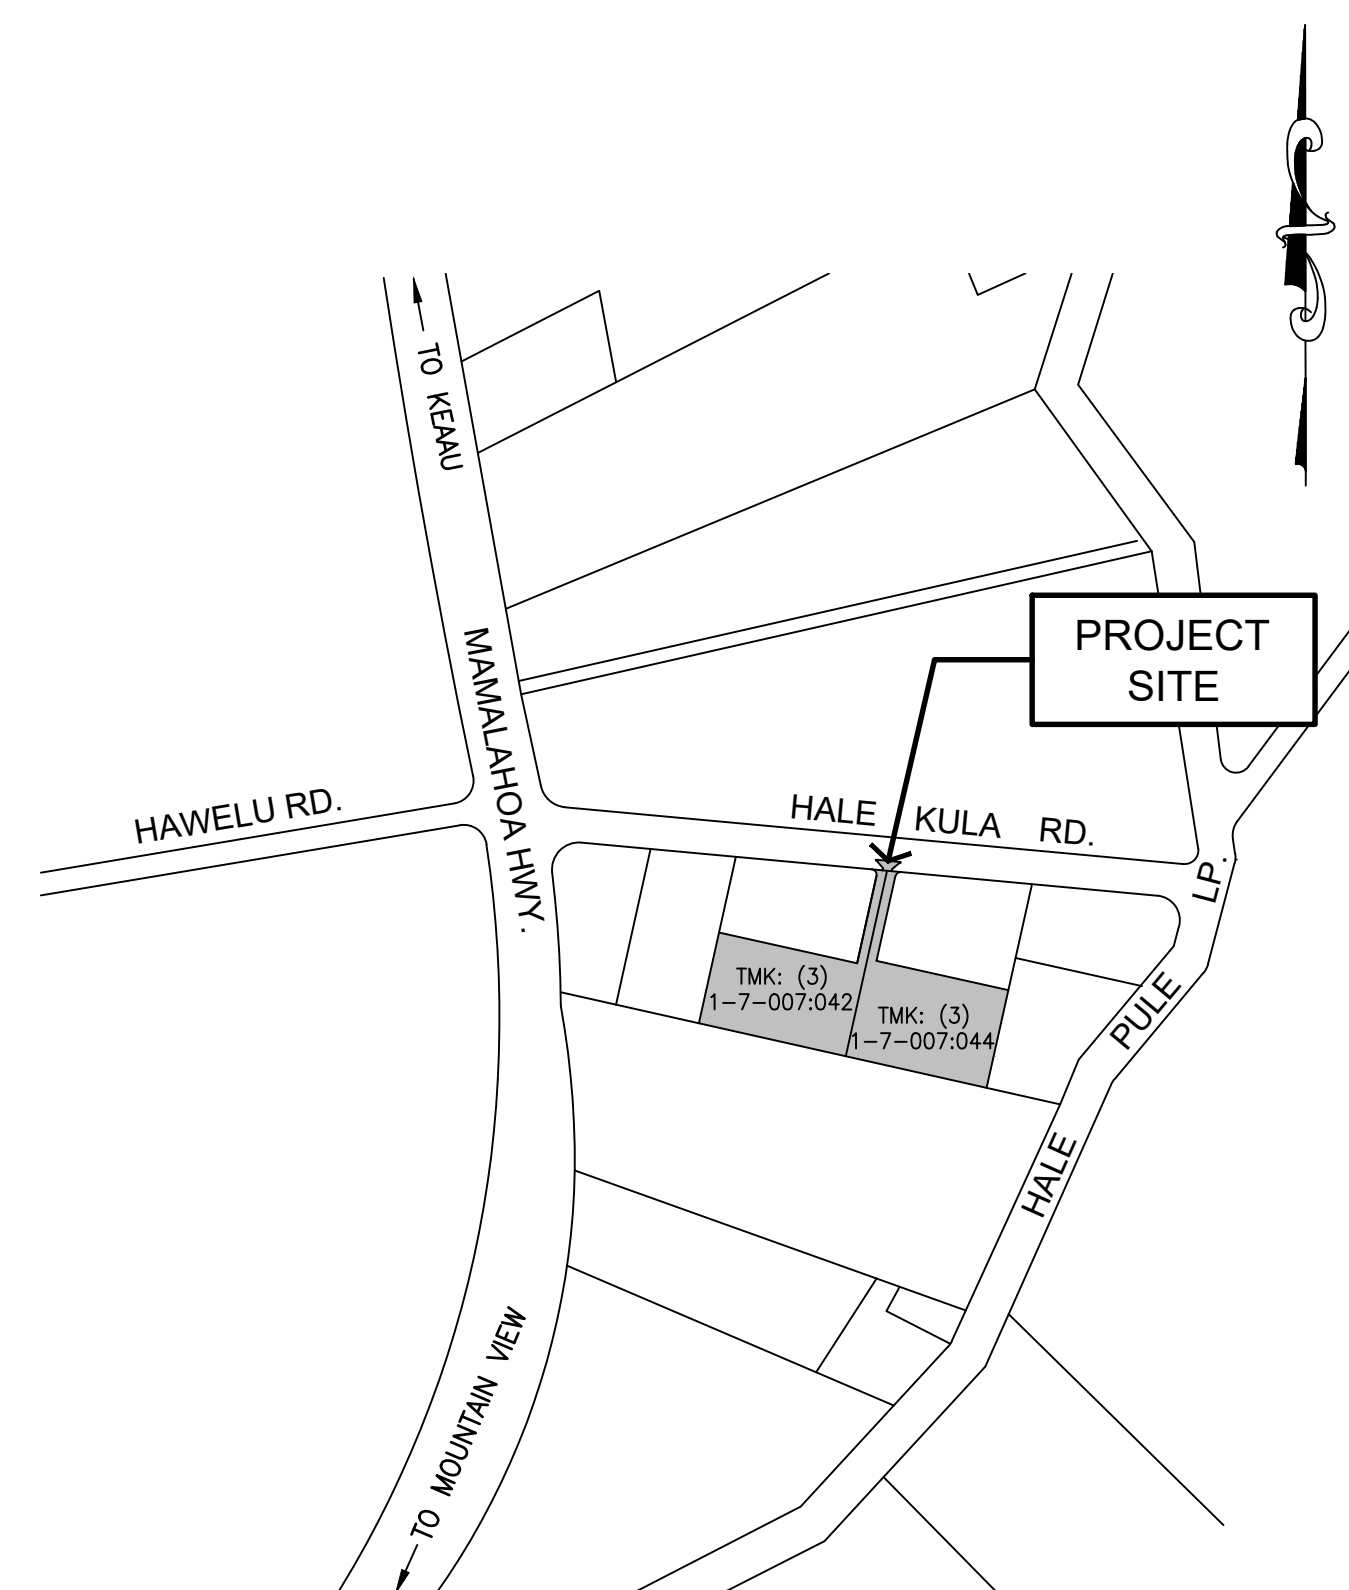 TO KEAAU
PROJECT
SITE
MAMALAHOA HWY.
HAWELU RD.
HALE KULA RD.
TMK: (3)
1-7-007:042
TMK: (3)
1-7-007:044
HALE PULE LP.
TO MOUNTAIN VIEW